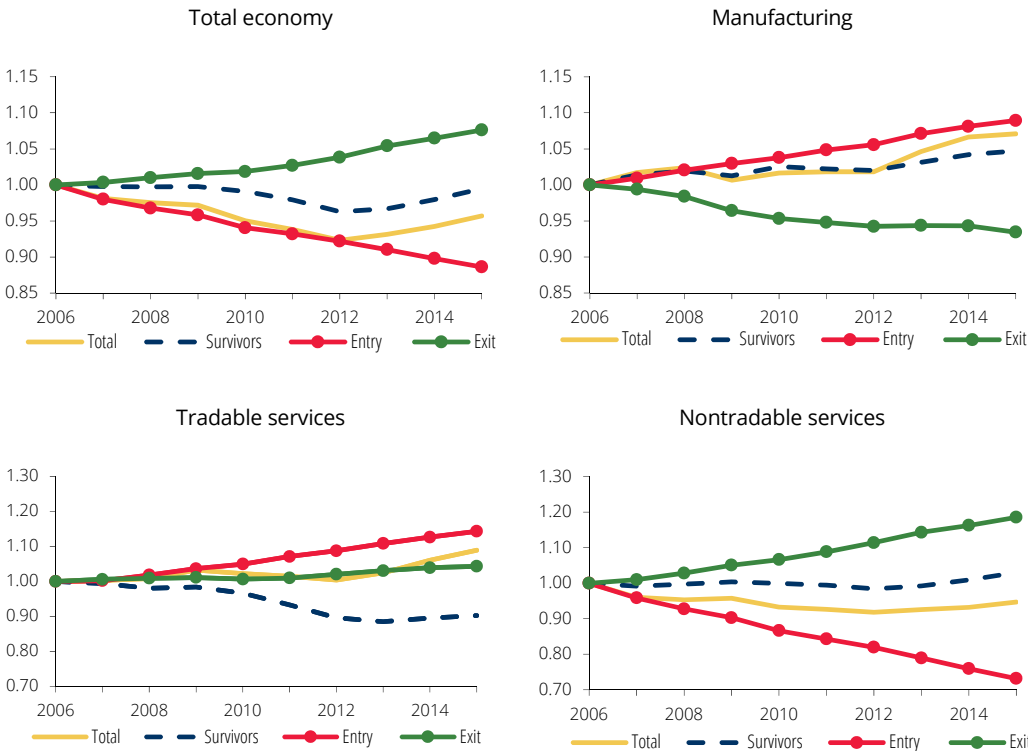 Total economy
1.15
1.10
1.05
1.00
0.95
0.90
0.85
2006 2008 2010 2012 2014
Total Survivors Entry Exit
Manufacturing
1.15
1.10
1.05
1.00
0.95
0.90
0.85
2006 2008 2010 2012 2014
Total Survivors Entry Exit
Tradable services
1.30
1.20
1.10
1.00
0.90
0.80
0.70
2006 2008 2010 2012 2014
Total Survivors Entry Exit
Nontradable services
1.30
1.20
1.10
1.00
0.90
0.80
0.70
2006 2008 2010 2012 2014
Total Survivors Entry Exit